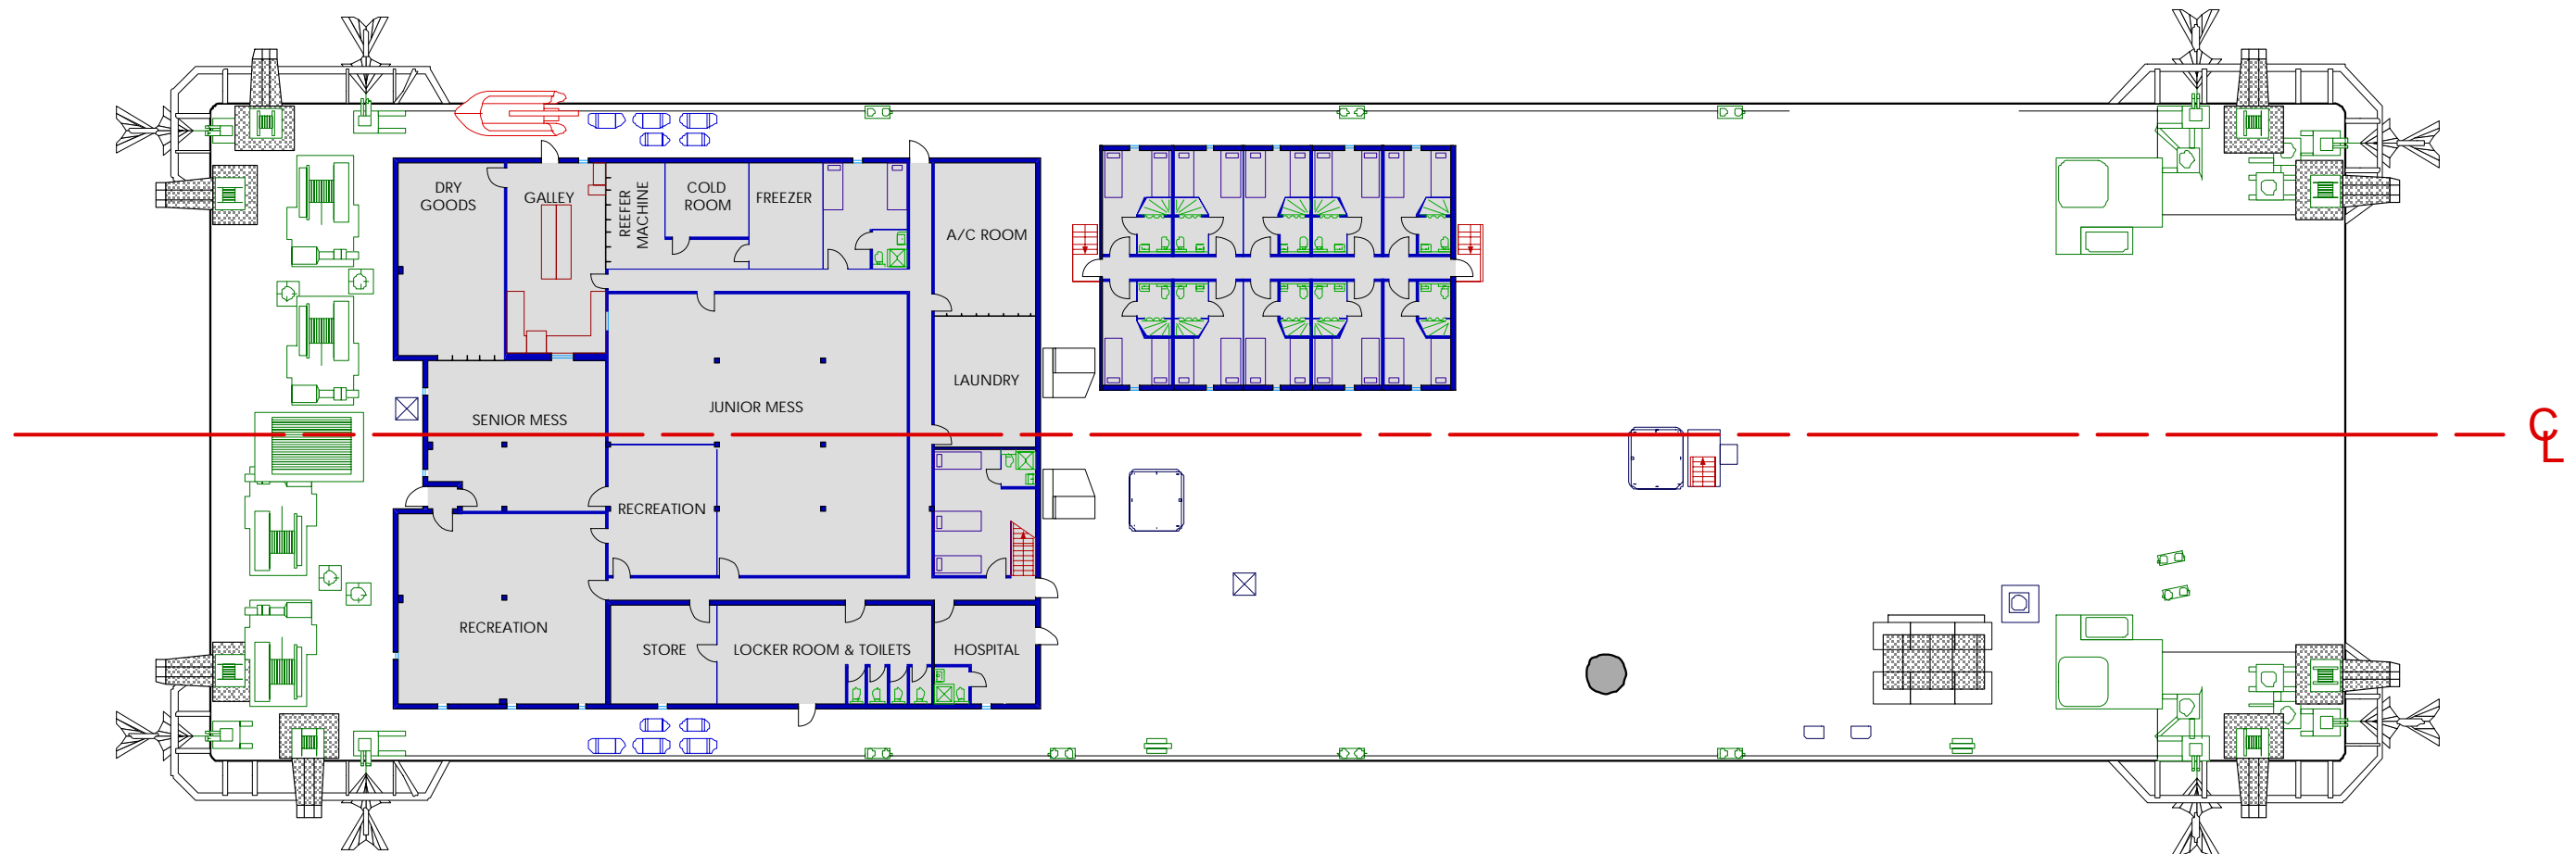 DRY
GOODS
GALLEY
REEFER
MACHINE
COLD
ROOM
FREEZER
A/C ROOM
SENIOR MESS
JUNIOR MESS
LAUNDRY
RECREATION
RECREATION
STORE
LOCKER ROOM & TOILETS
HOSPITAL
CL